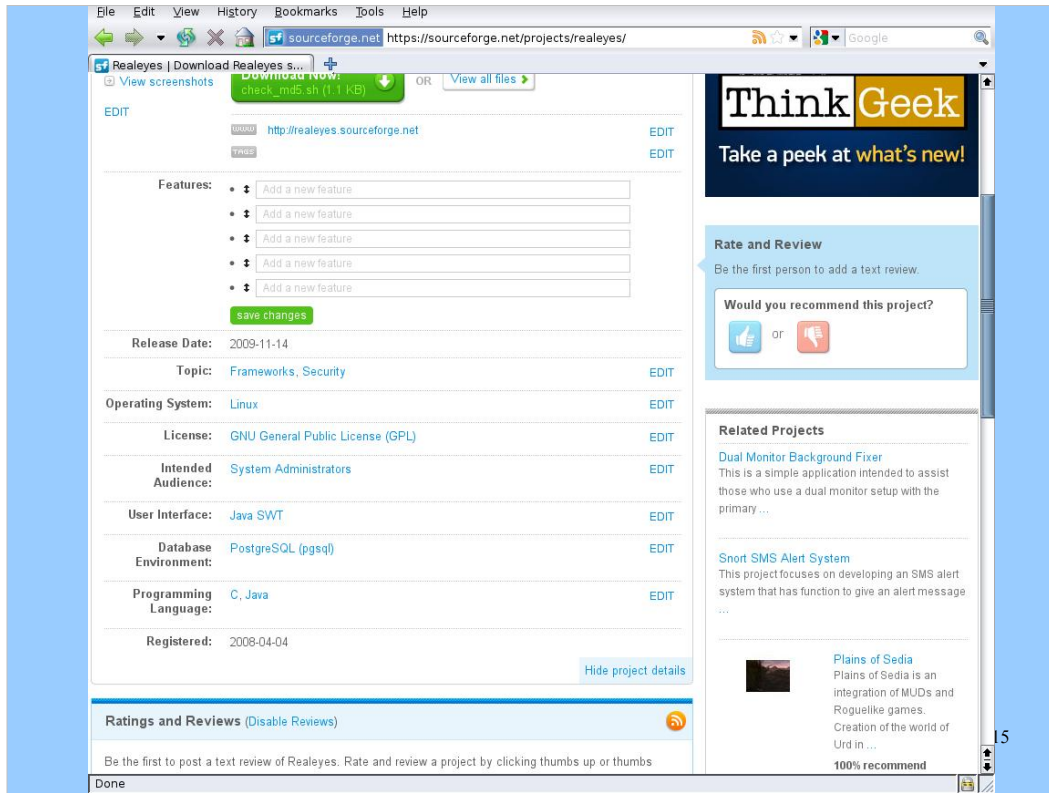 File Edit View History Bookmarks Tools Help
sourceforge.net https://sourceforge.net/projects/realeyes/
Google
Realeyes | Download Realeyes s...
View screenshots
Download Now!
check_md5.sh (1.1 KB)
OR
View all files
EDIT
WWW http://realeyes.sourceforge.net EDIT
TAGS EDIT
Features:
Add a new feature
Add a new feature
Add a new feature
Add a new feature
Add a new feature
save changes
Release Date: 2009-11-14
Topic: Frameworks, Security EDIT
Operating System: Linux EDIT
License: GNU General Public License (GPL) EDIT
Intended
Audience:
System Administrators EDIT
User Interface: Java SWT EDIT
Database
Environment:
PostgreSQL (pgsql) EDIT
Programming
Language:
C, Java EDIT
Registered: 2008-04-04
Hide project details
Ratings and Reviews (Disable Reviews)
Be the first to post a text review of Realeyes. Rate and review a project by clicking thumbs up or thumbs
Think Geek
Take a peek at what's new!
Rate and Review
Be the first person to add a text review.
Would you recommend this project?
or
Related Projects
Dual Monitor Background Fixer
This is a simple application intended to assist
those who use a dual monitor setup with the
primary ...
Snort SMS Alert System
This project focuses on developing an SMS alert
system that has function to give an alert message
...
Plains of Sedia
Plains of Sedia is an
integration of MUDs and
Roguelike games.
Creation of the world of
Urd in ...
100% recommend
15
Done